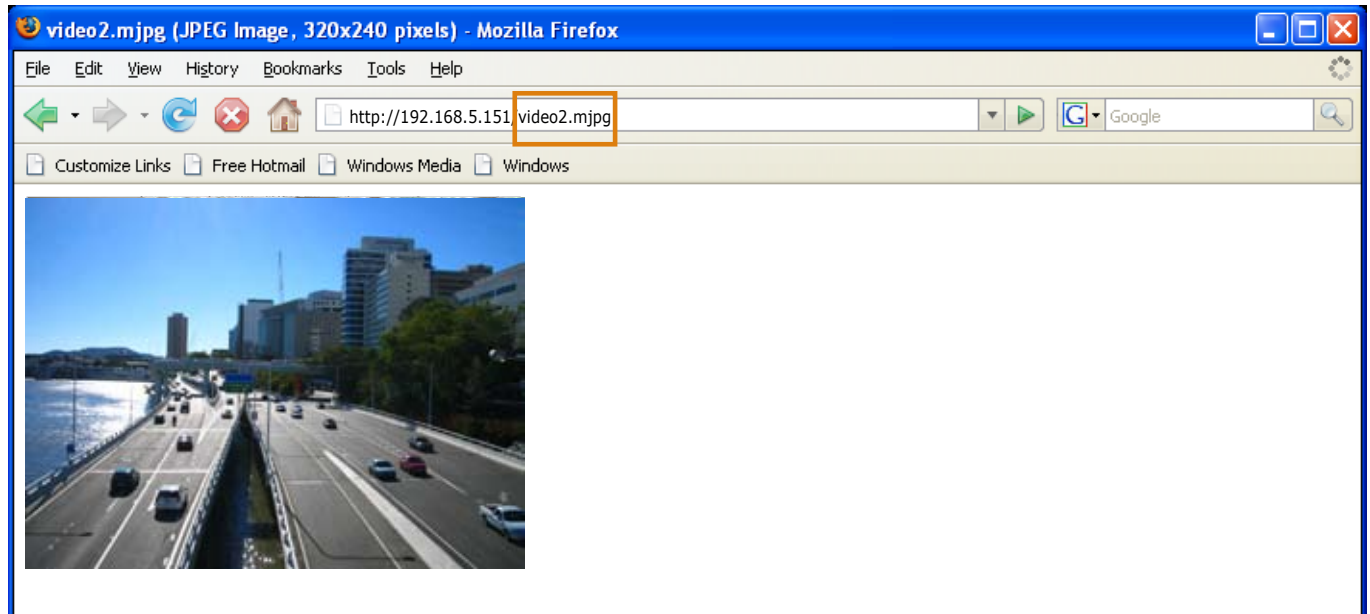 video2.mjpg (JPEG Image, 320x240 pixels) - Mozilla Firefox
File Edit View History Bookmarks Tools Help
http://192.168.5.151/video2.mjpg G Google
Customize Links Free Hotmail Windows Media Windows